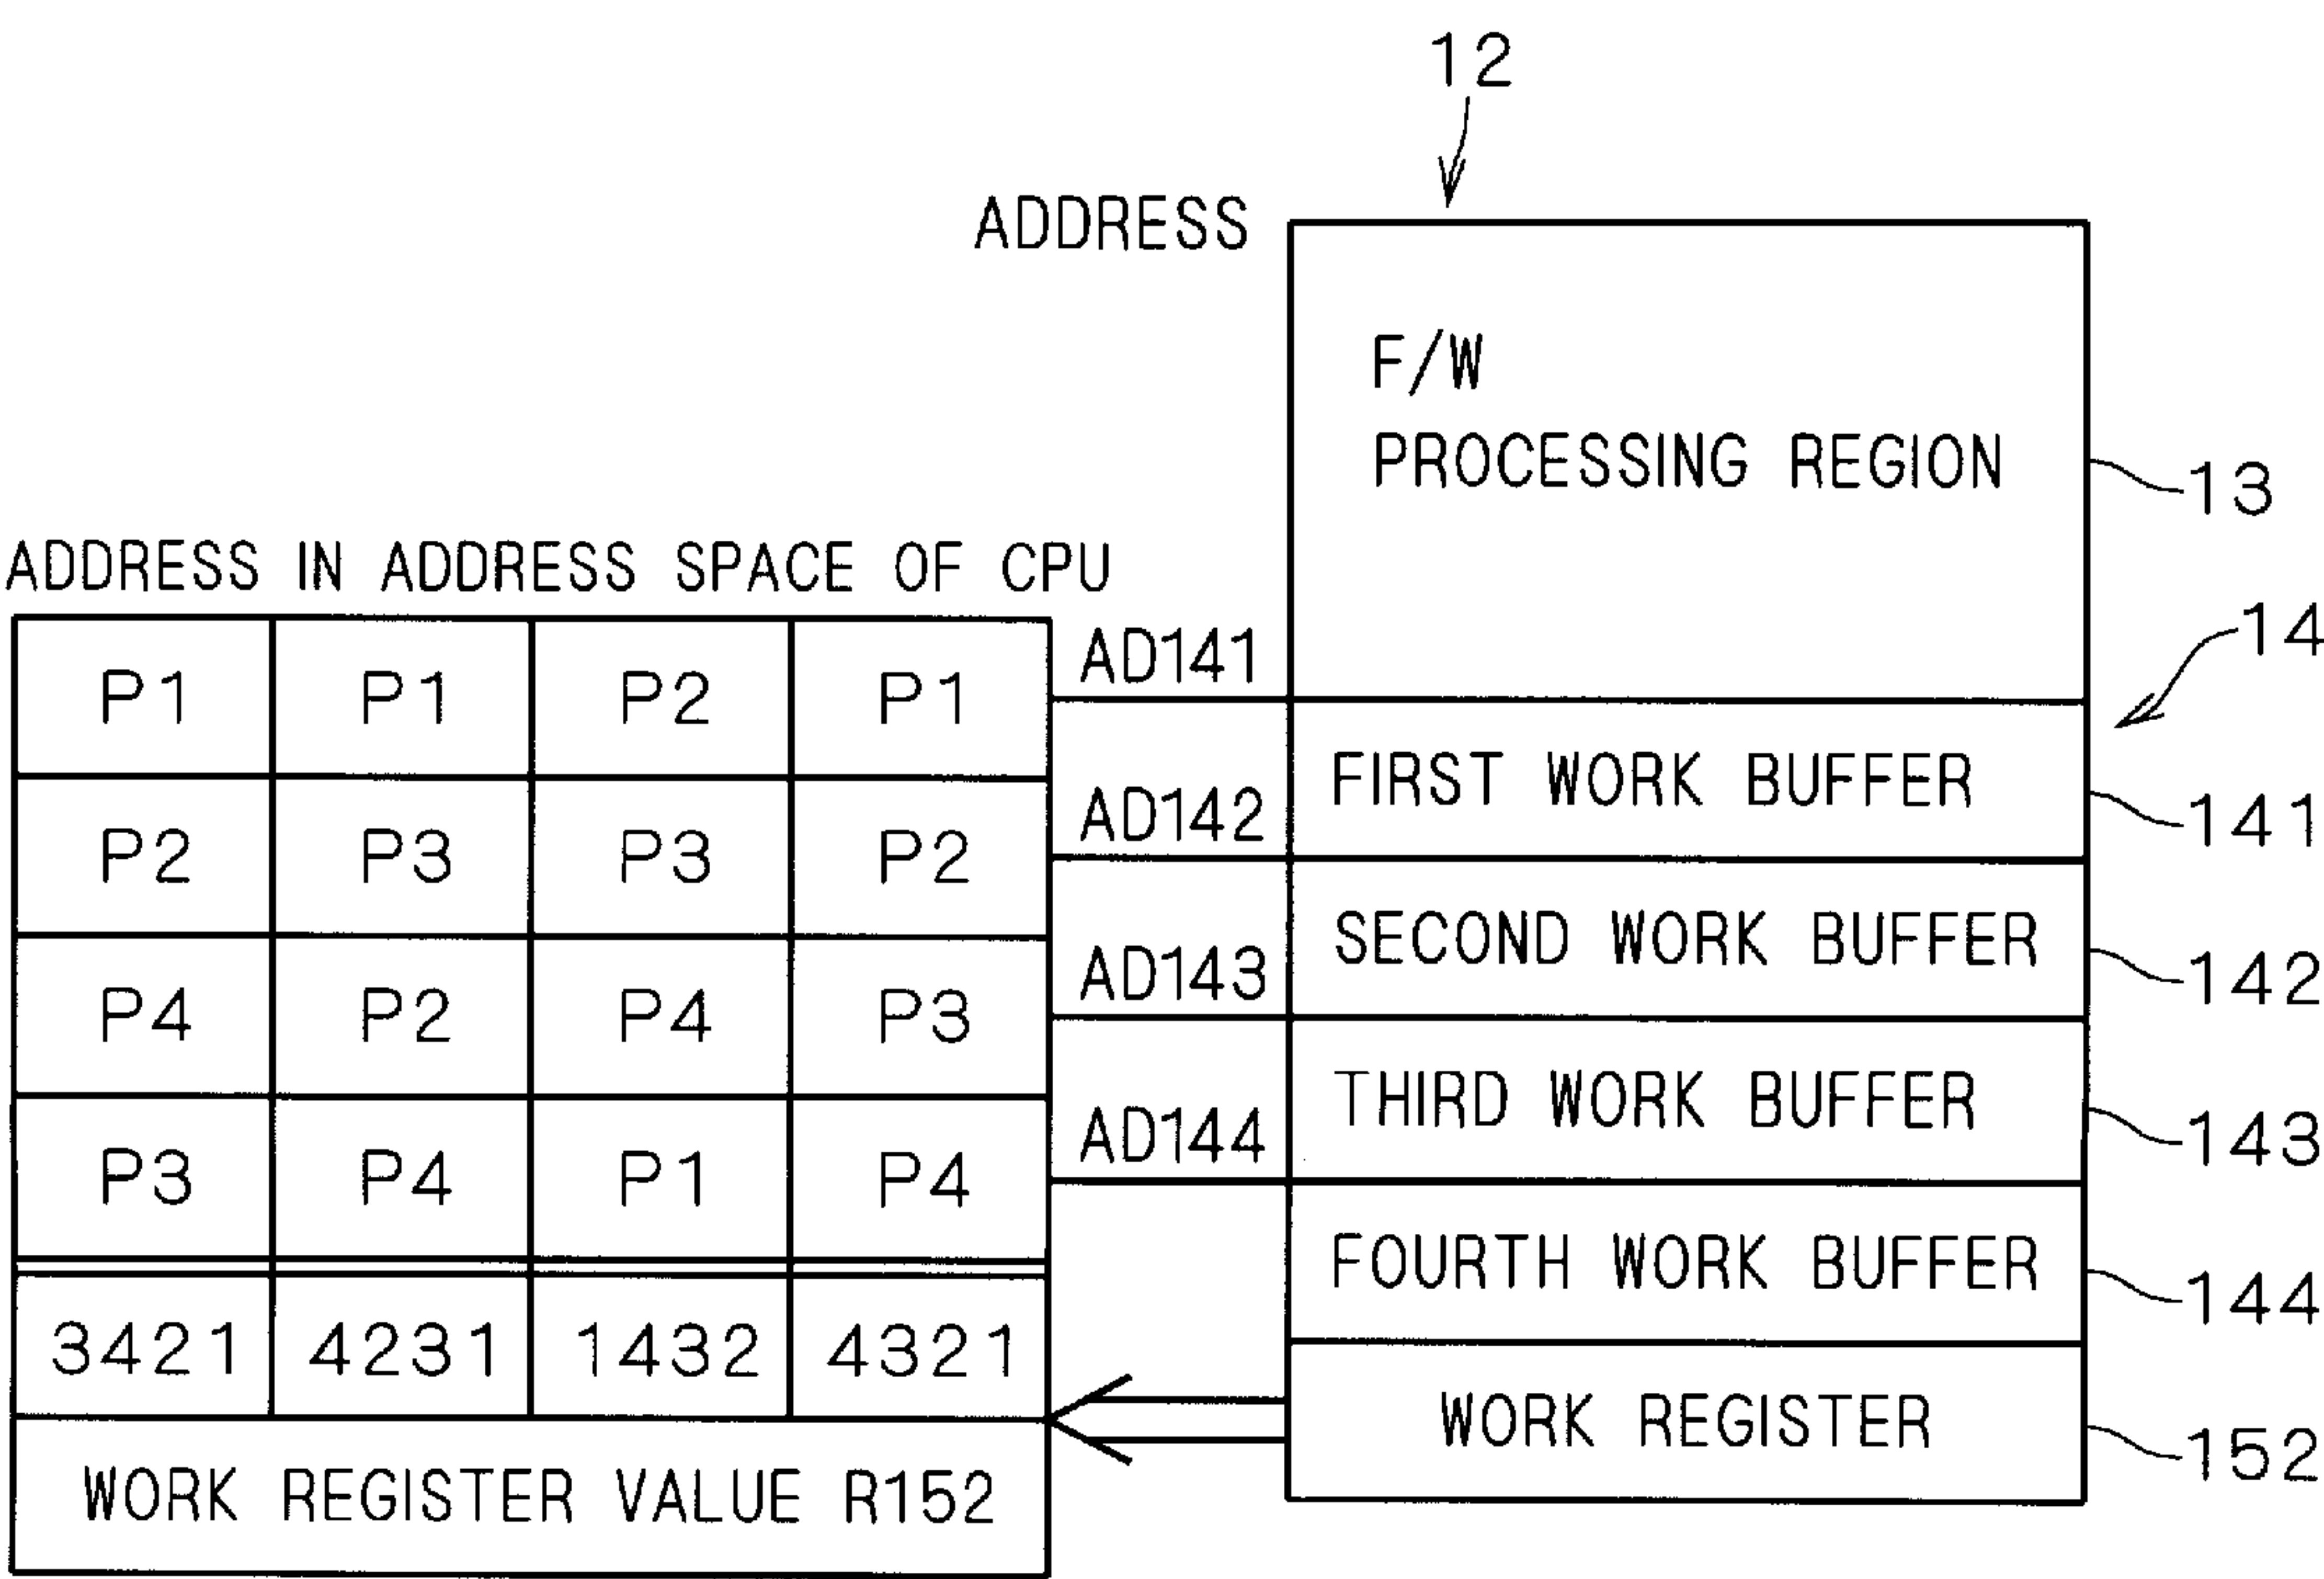 12
ADDRESS
F/W
PROCESSING REGION
13
ADDRESS IN ADDRESS SPACE OF CPU
14
P1 P1 P2 P1 AD141
FIRST WORK BUFFER 141
P2 P3 P3 P2 AD142
SECOND WORK BUFFER 142
P4 P2 P4 P3 AD143
THIRD WORK BUFFER 143
P3 P4 P1 P4 AD144
FOURTH WORK BUFFER 144
3421 4231 1432 4321
WORK REGISTER 152
WORK REGISTER VALUE R152